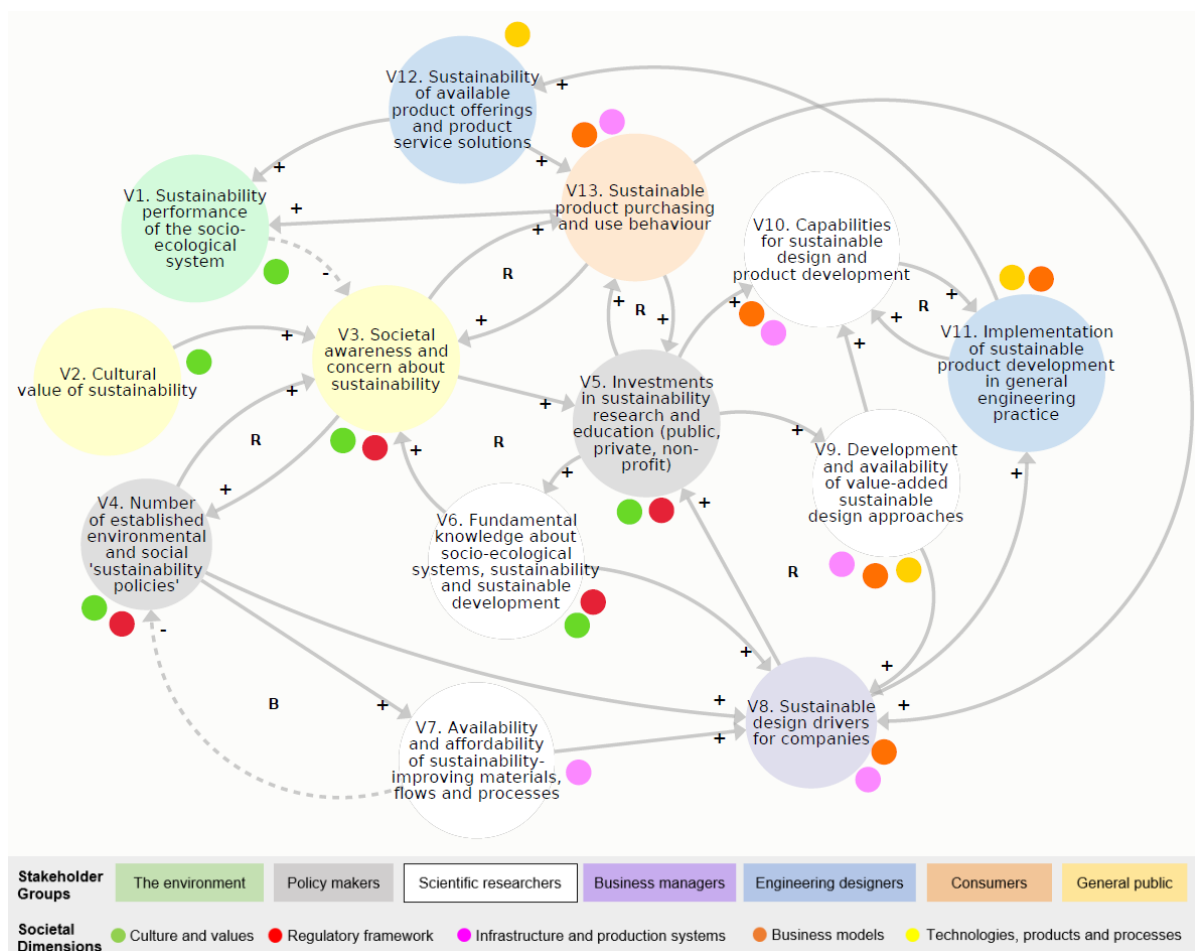 V12. Sustainability
of available
product offerings
and product
service solutions
+
+
+
V1. Sustainability
performance
of the socio-
ecological
system
+
-
V13. Sustainable
product purchasing
and use behaviour
+
R
+
V10. Capabilities
for sustainable
design and
product development
+
R
+
+
V2. Cultural
value of sustainability
+
V3. Societal
awareness and
concern about
sustainability
+
R
+
+
V11. Implementation
of sustainable
product development
in general
engineering
practice
+
R
+
+
R
+
V5. Investments
in sustainability
research and
education (public,
private, non-
profit)
+
+
+
V9. Development
and availability
of value-added
sustainable
design approaches
+
V4. Number
of established
environmental
and social
'sustainability
policies'
-
V6. Fundamental
knowledge about
socio-ecological
systems, sustainability
and sustainable
development
+
R
+
B
+
+
+
+
V8. Sustainable
design drivers
for companies
V7. Availability
and affordability
of sustainability-
improving materials,
flows and processes
Stakeholder
Groups
The environment
Policy makers
Scientific researchers
Business managers
Engineering designers
Consumers
General public
Societal
Dimensions
Culture and values
Regulatory framework
Infrastructure and production systems
Business models
Technologies, products and processes